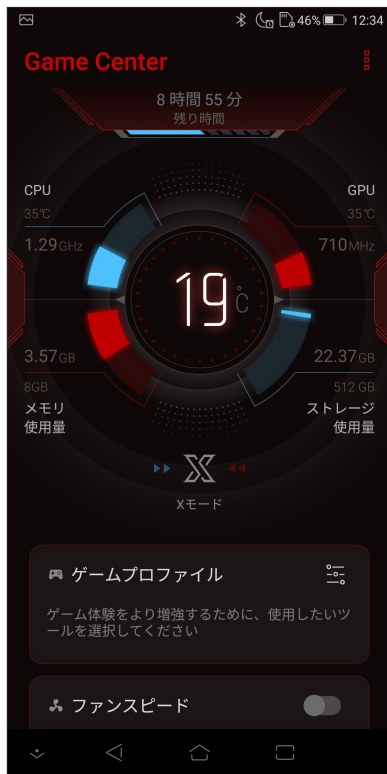 46% 12:34
Game Center
8 時間 55 分
残り時間
CPU
GPU
35℃
35℃
1.29GHz
710MHz
19℃
3.57GB
22.37GB
8GB
512 GB
メモリ
使用量
ストレージ
使用量
Xモード
ゲームプロファイル
ゲーム体験をより増強するために、使用したいツ
ールを選択してください
ファンスピード